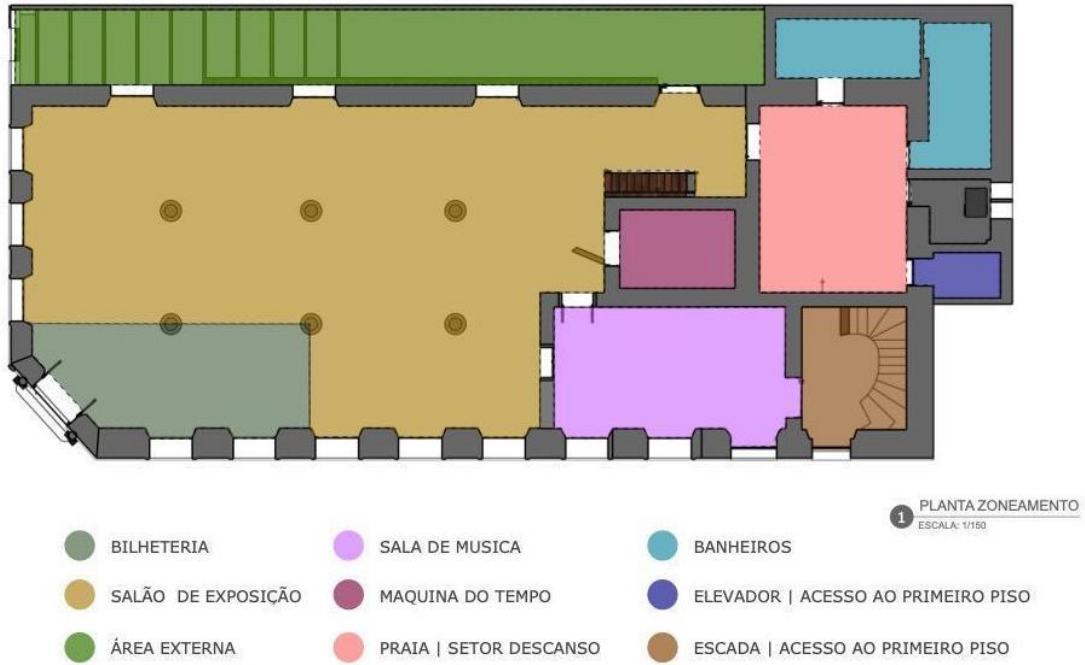 1 PLANTA ZONEAMENTO
ESCALA: 1/150
BILHETERIA
SALA DE MUSICA
BANHEIROS
SALÃO DE EXPOSIÇÃO
MAQUINA DO TEMPO
ELEVADOR | ACESSO AO PRIMEIRO PISO
ÁREA EXTERNA
PRAIA | SETOR DESCANSO
ESCADA | ACESSO AO PRIMEIRO PISO